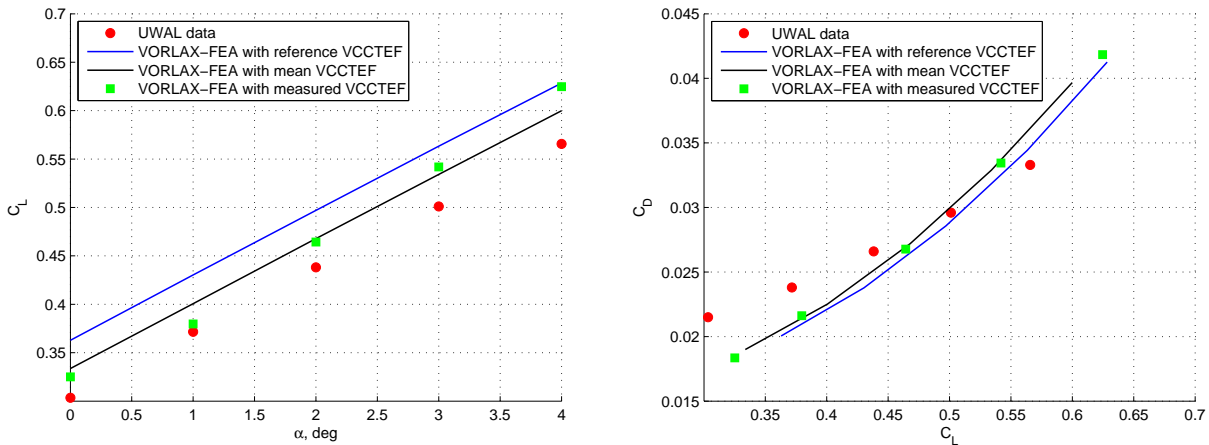 0.7
0.65
0.6
0.55
0.5
0.45
0.4
0.35
C_L
UWAL data
VORLAX−FEA with reference VCCTEF
VORLAX−FEA with mean VCCTEF
VORLAX−FEA with measured VCCTEF
0 0.5 1 1.5 2 2.5 3 3.5 4
α, deg
0.045
0.04
0.035
0.03
0.025
0.02
0.015
C_D
UWAL data
VORLAX−FEA with reference VCCTEF
VORLAX−FEA with mean VCCTEF
VORLAX−FEA with measured VCCTEF
0.35 0.4 0.45 0.5 0.55 0.6 0.65 0.7
C_L